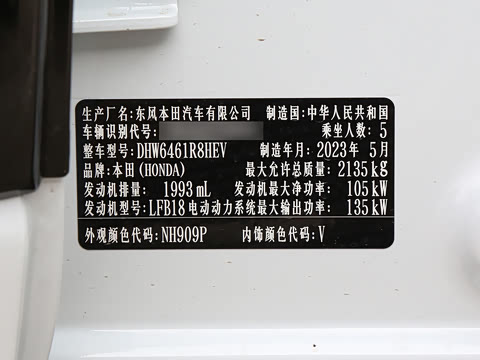 生产厂名:东风本田汽车有限公司 制造国:中华人民共和国
车辆识别代号: 乘坐人数: 5
整车型号:DHW6461R8HEV 制造年月:2023年 5月
品牌:本田(HONDA) 最大允许总质量:2135kg
发动机排量: 1993 mL 发动机最大净功率: 105kW
发动机型号:LFB18 电动动力系统最大输出功率: 135kW
外观颜色代码:NH909P 内饰颜色代码:V